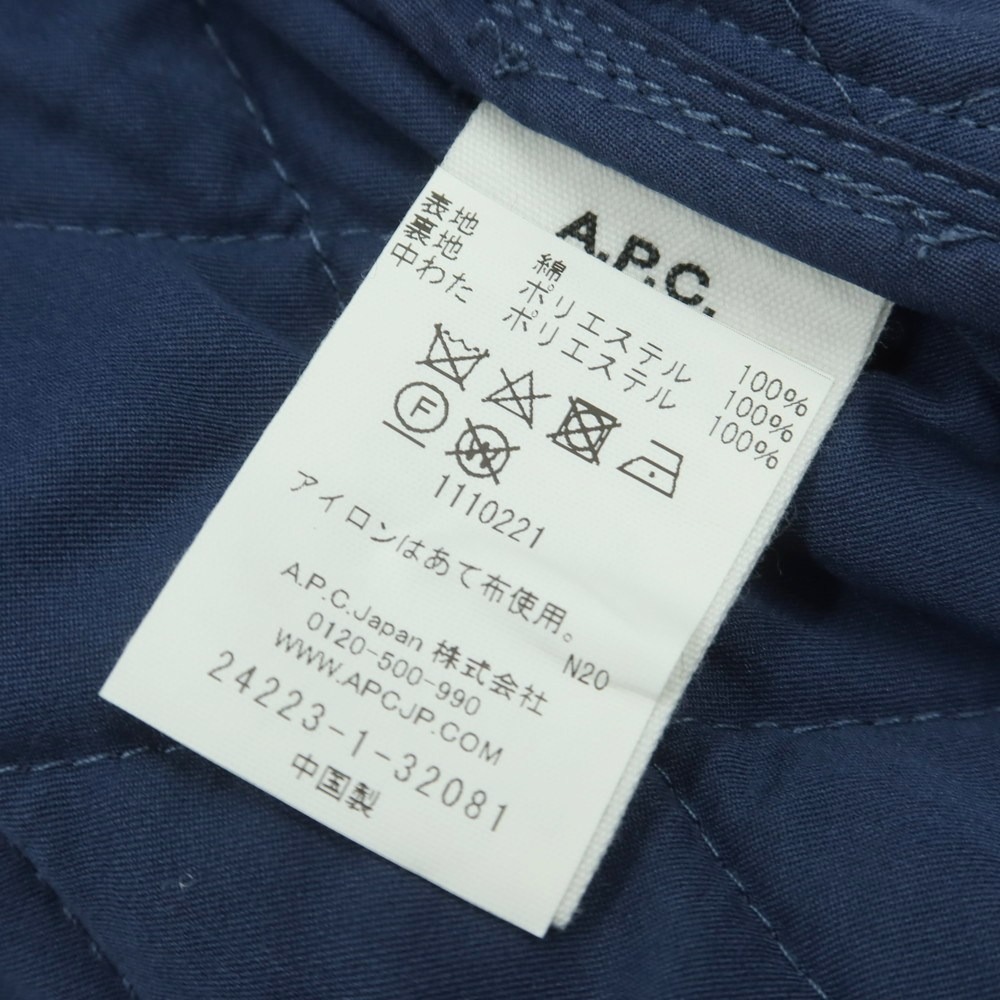 A.P.C.
表地 綿 100%
裏地 ポリエステル 100%
中わた ポリエステル 100%
F
W
1110221
アイロンはあて布使用。
N20
A.P.C.Japan 株式会社
0120-500-990
WWW.APCJP.COM
24223-1-32081
中国製